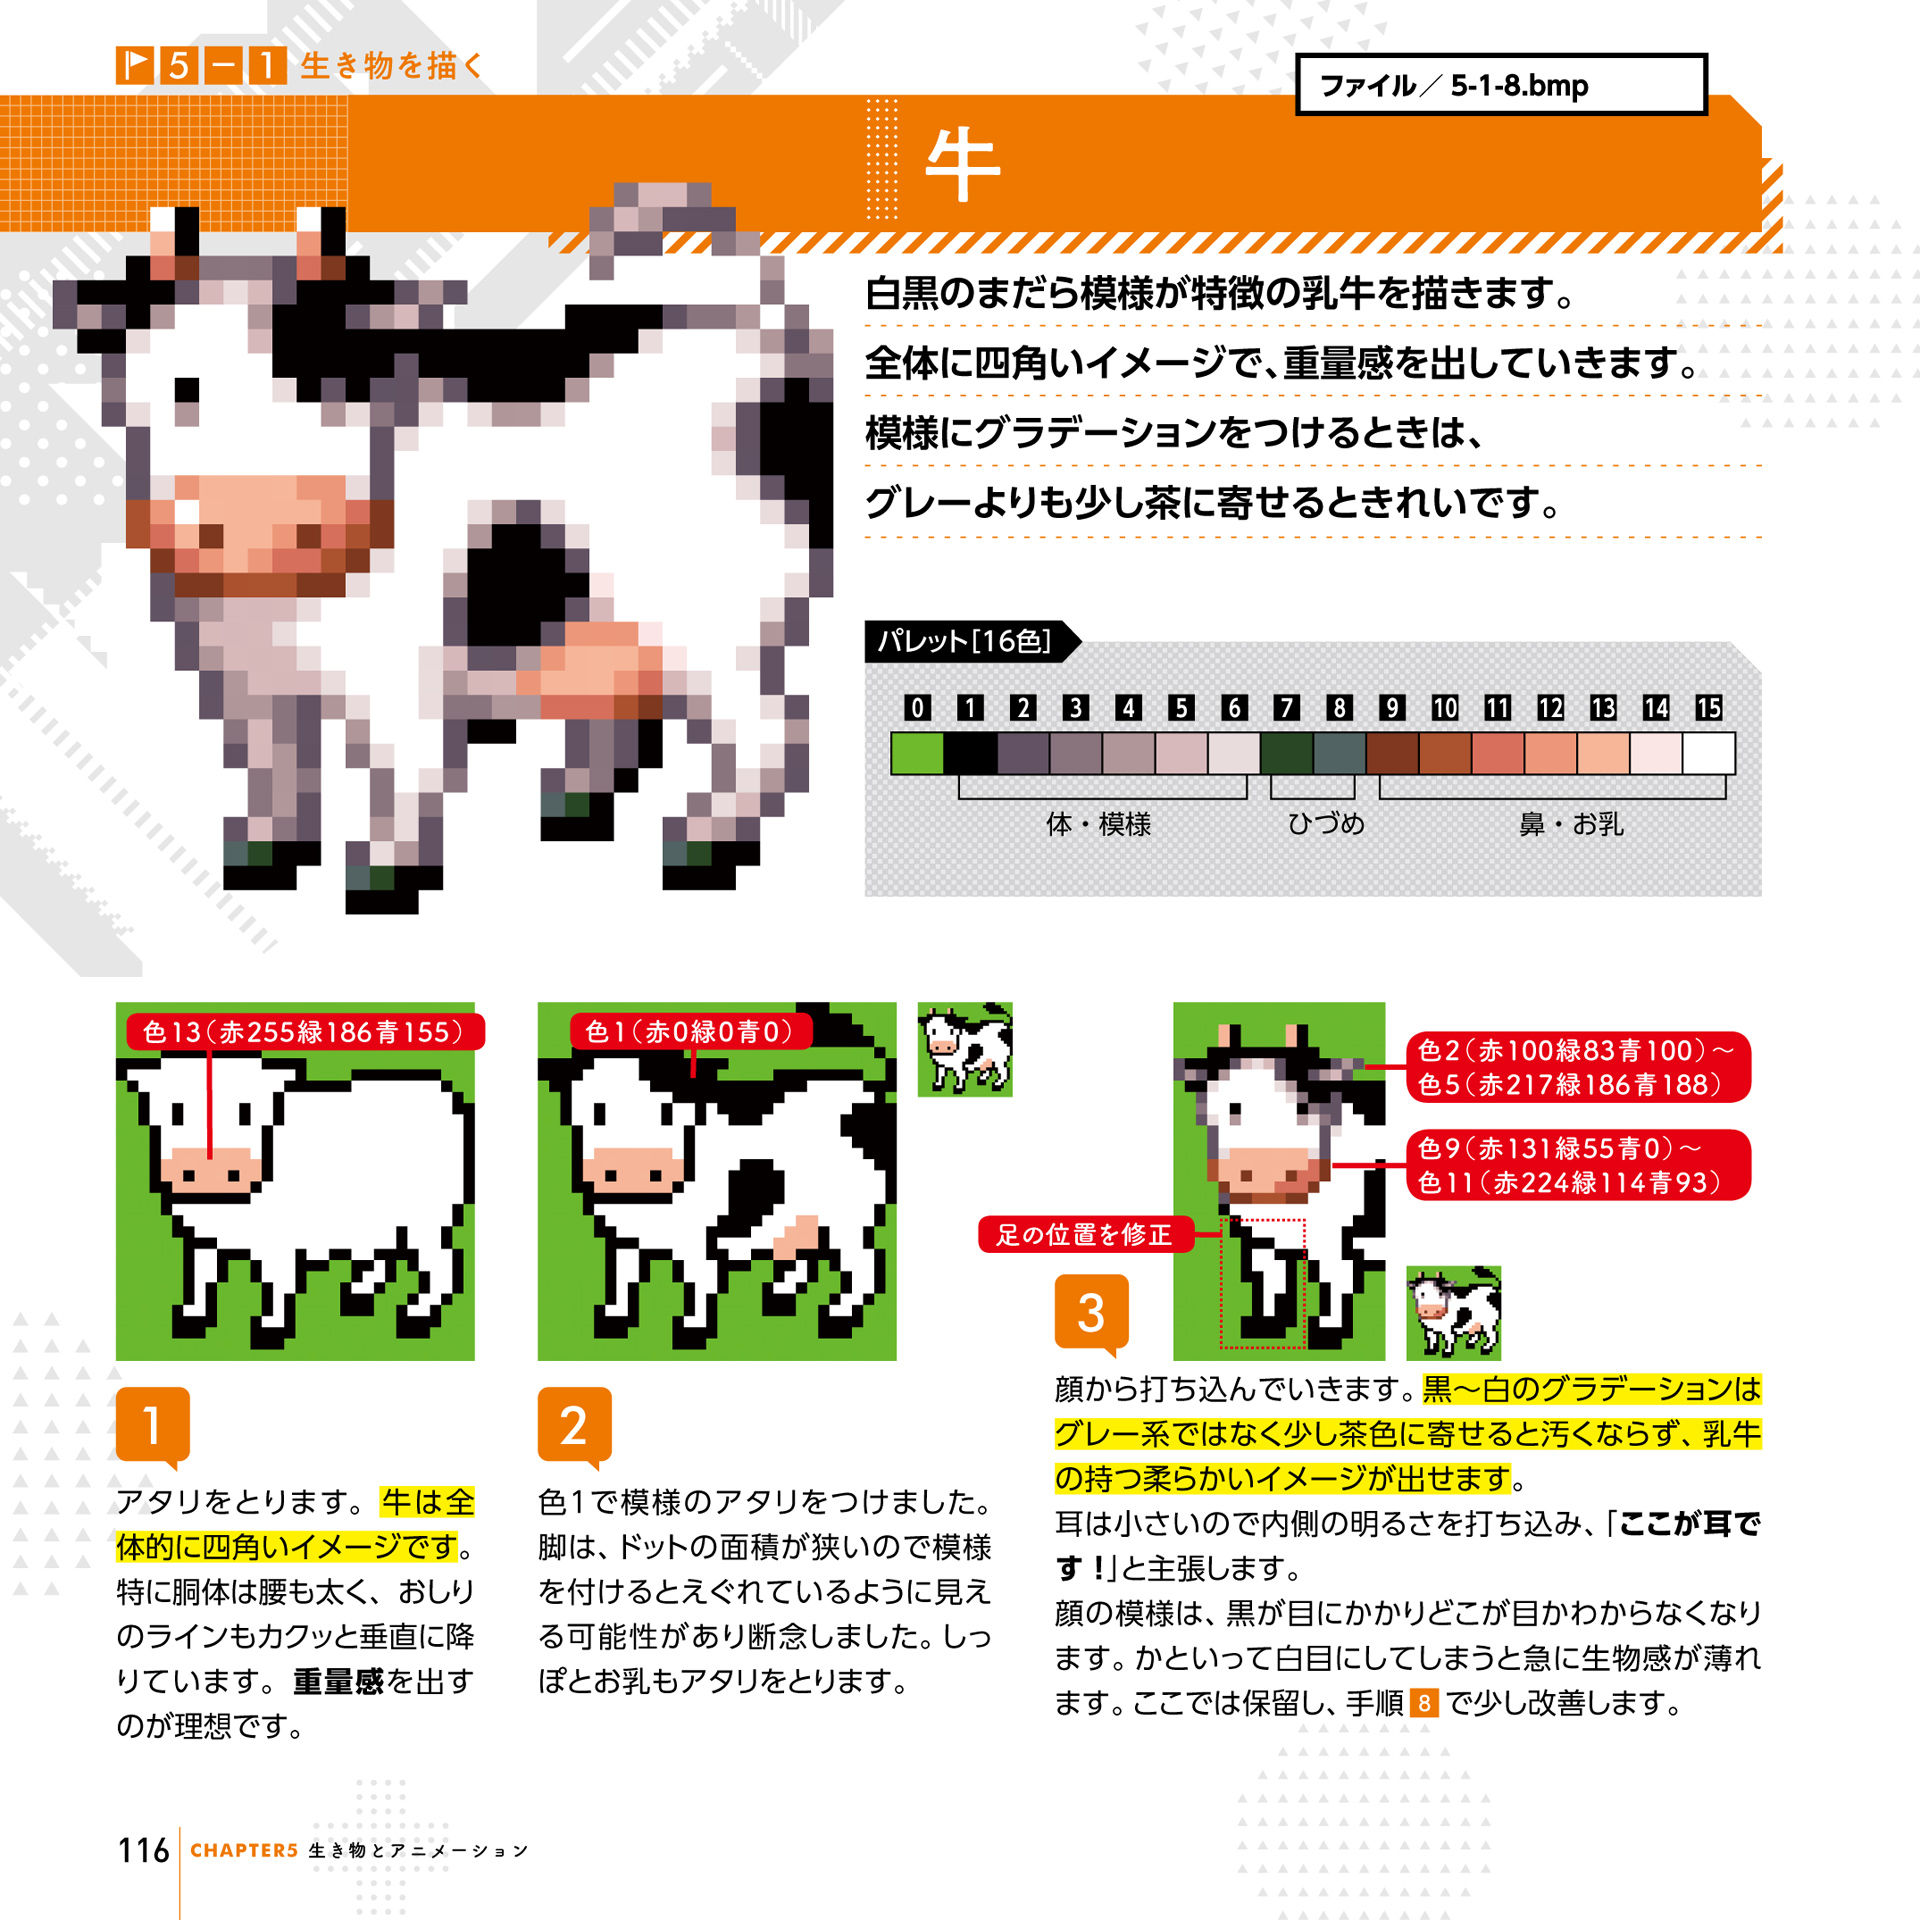 5－1 生き物を描く
ファイル／ 5-1-8.bmp
牛
白黒のまだら模様が特徴の乳牛を描きます。
全体に四角いイメージで、重量感を出していきます。
模様にグラデーションをつけるときは、
グレーよりも少し茶に寄せるときれいです。
パレット[16色]
0 1 2 3 4 5 6 7 8 9 10 11 12 13 14 15
体・模様 ひづめ 鼻・お乳
色13（赤255緑186青155）
1
アタリをとります。牛は全
体的に四角いイメージです。
特に胴体は腰も太く、おしり
のラインもカクッと垂直に降
りています。重量感を出す
のが理想です。
色1（赤0緑0青0）
2
色1で模様のアタリをつけました。
脚は、ドットの面積が狭いので模様
を付けるとえぐれているように見え
る可能性があり断念しました。しっ
ぽとお乳もアタリをとります。
色2（赤100緑83青100）～
色5（赤217緑186青188）
色9（赤131緑55青0）～
色11（赤224緑114青93）
足の位置を修正
3
顔から打ち込んでいきます。黒～白のグラデーションは
グレー系ではなく少し茶色に寄せると汚くならず、乳牛
の持つ柔らかいイメージが出せます。
耳は小さいので内側の明るさを打ち込み、「ここが耳で
す！」と主張します。
顔の模様は、黒が目にかかりどこが目かわからなくなり
ます。かといって白目にしてしまうと急に生物感が薄れ
ます。ここでは保留し、手順 8 で少し改善します。
116 CHAPTER5 生き物とアニメーション